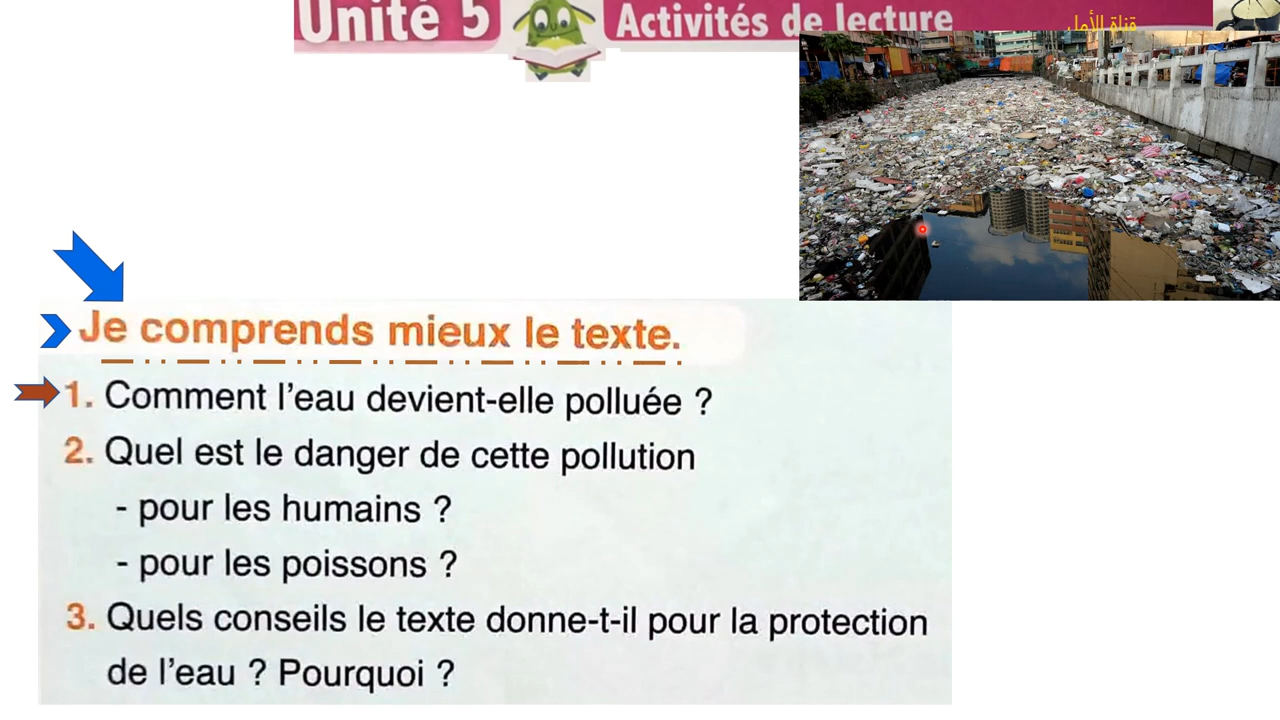 Unité 5
Activités de lecture
قناة الأمل
Je comprends mieux le texte.
1. Comment l'eau devient-elle polluée ?
2. Quel est le danger de cette pollution
- pour les humains ?
- pour les poissons ?
3. Quels conseils le texte donne-t-il pour la protection
de l'eau ? Pourquoi ?